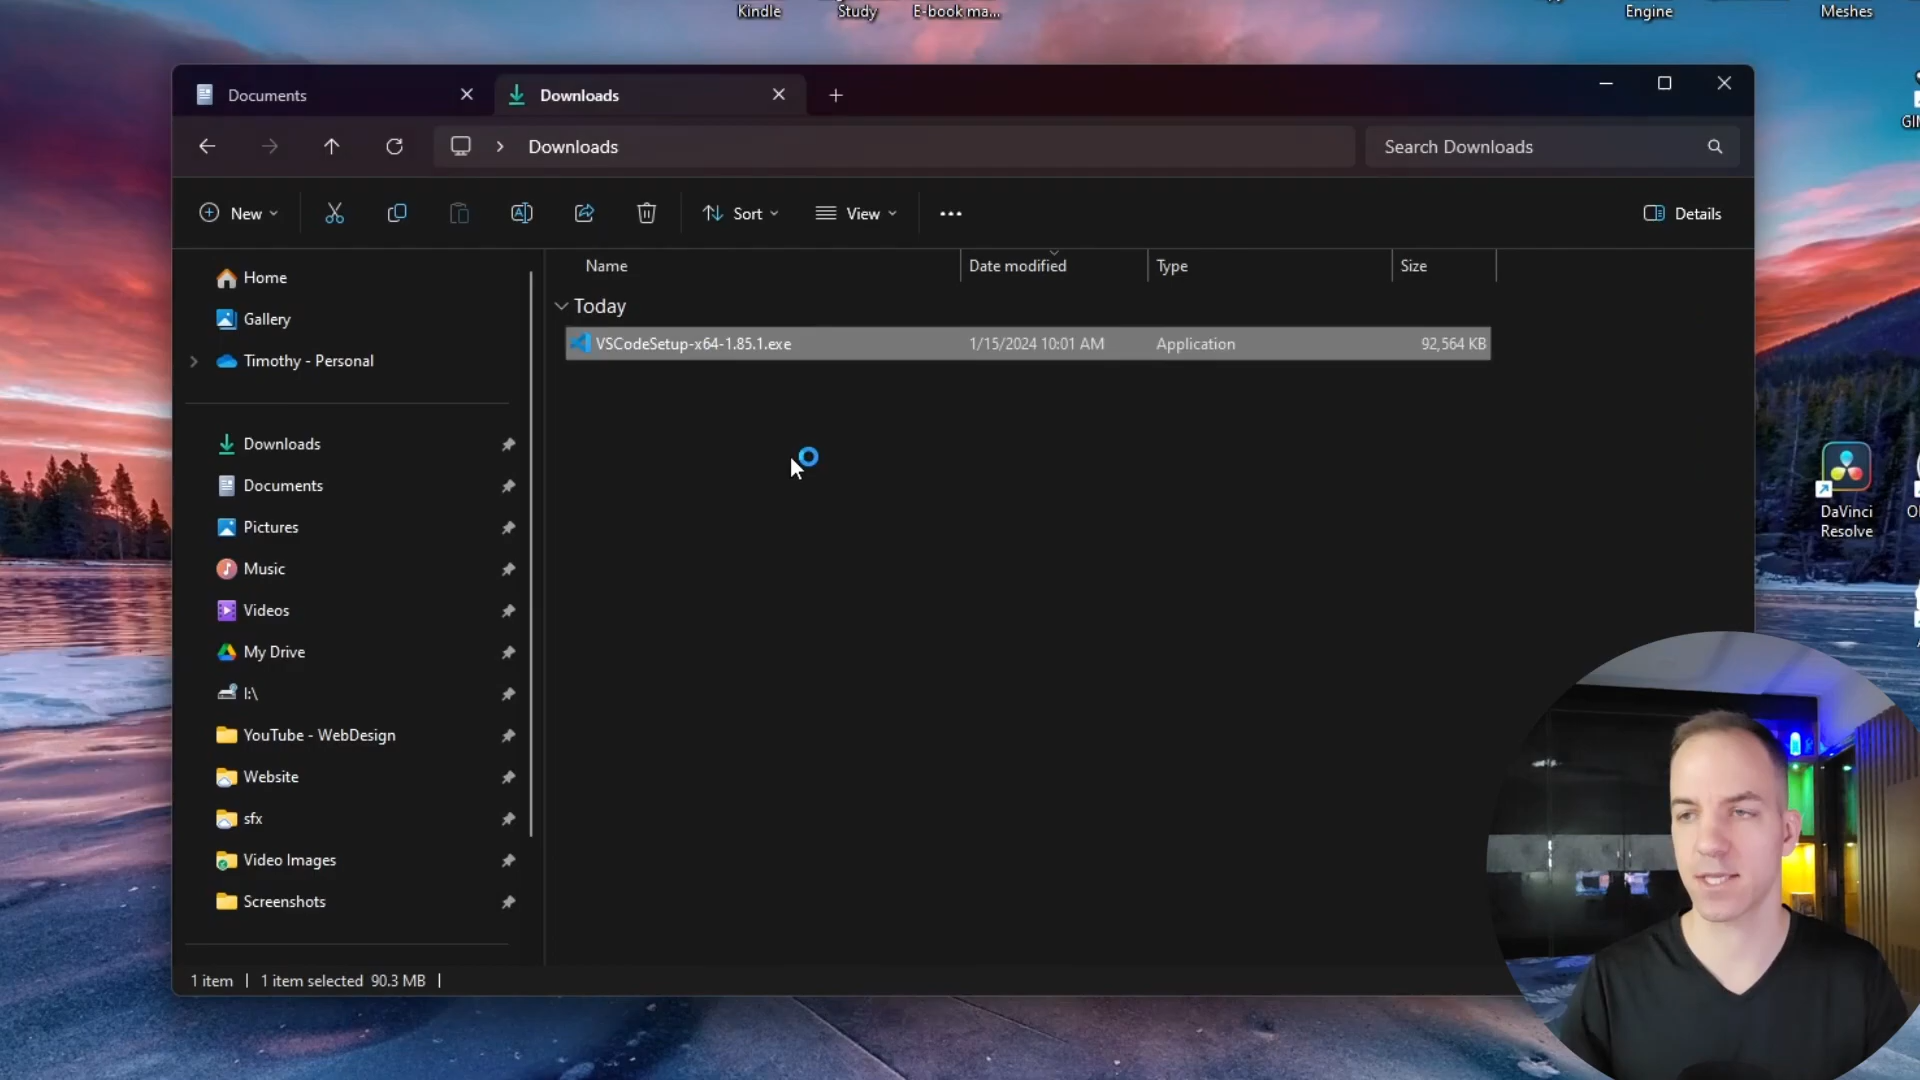 Kindle
Study
E-book ma...
Engine
Meshes
Documents
Downloads
Downloads
Search Downloads
New
Sort
View
Details
Name
Date modified
Type
Size
Today
VSCodeSetup-x64-1.85.1.exe
1/15/2024 10:01 AM
Application
92,564 KB
Home
Gallery
Timothy - Personal
Downloads
Documents
Pictures
Music
Videos
My Drive
I:\
YouTube - WebDesign
Website
sfx
Video Images
Screenshots
DaVinci
Resolve
1 item
1 item selected 90.3 MB